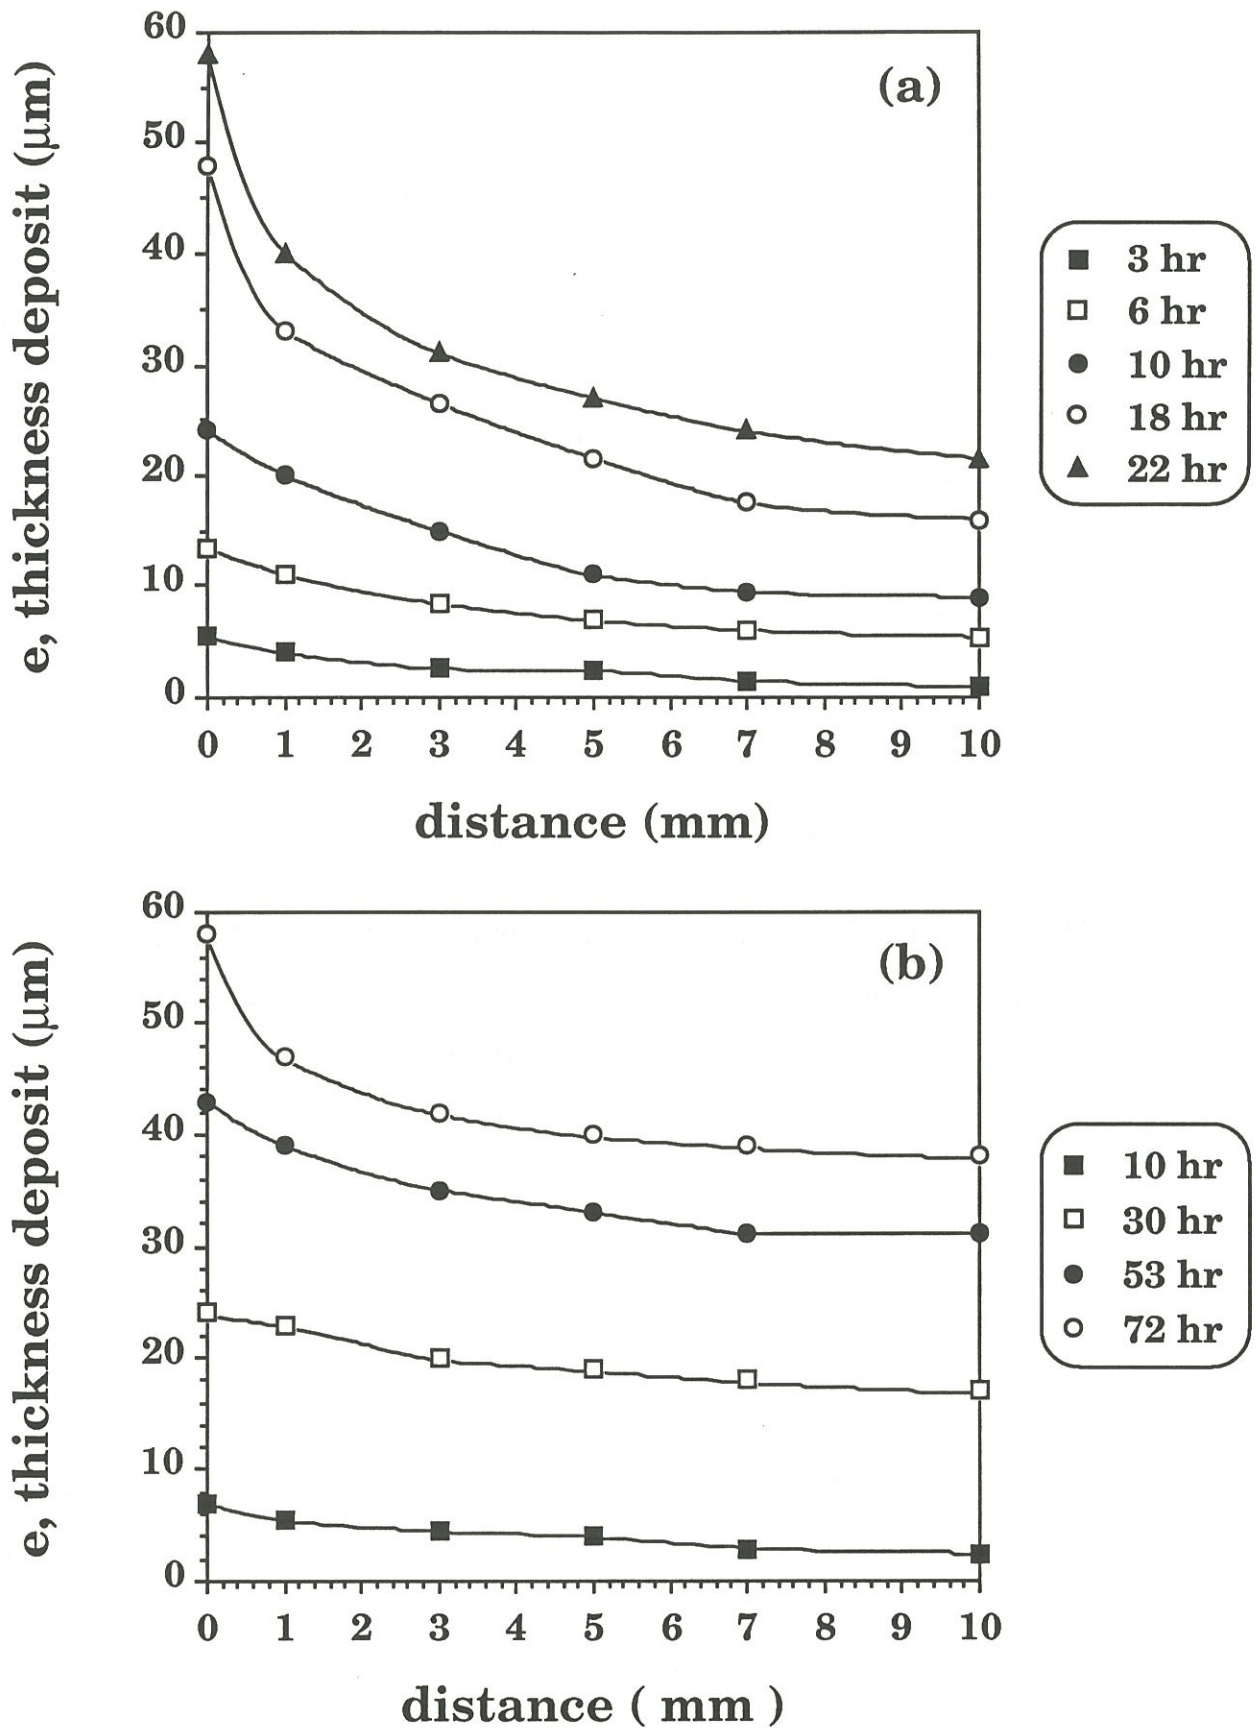 e, thickness deposit (μm)
60
50
40
30
20
10
0
(a)
0 1 2 3 4 5 6 7 8 9 10
distance (mm)
3 hr
6 hr
10 hr
18 hr
22 hr
e, thickness deposit (μm)
60
50
40
30
20
10
0
(b)
0 1 2 3 4 5 6 7 8 9 10
distance ( mm )
10 hr
30 hr
53 hr
72 hr